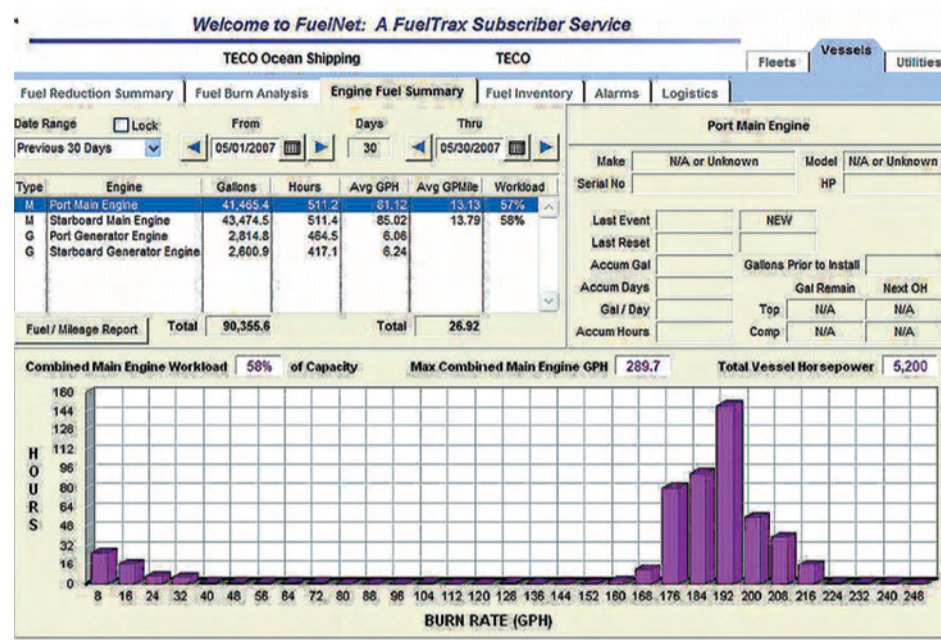 Welcome to FuelNet: A FuelTrax Subscriber Service
TECO Ocean Shipping TECO
Fleets Vessels Utilities
Fuel Reduction Summary Fuel Burn Analysis Engine Fuel Summary Fuel Inventory Alarms Logistics
Date Range Lock From Days Thru
Previous 30 Days 05/01/2007 30 05/30/2007
Type Engine Gallons Hours Avg GPH Avg GPMile Workload
M Port Main Engine 41,465.4 511.2 81.12 13.13 57%
M Starboard Main Engine 43,474.5 511.4 85.02 13.79 58%
G Port Generator Engine 2,814.8 464.5 6.06
G Starboard Generator Engine 2,600.9 417.1 6.24
Fuel / Mileage Report Total 90,355.6 Total 26.92
Port Main Engine
Make N/A or Unknown Model N/A or Unknown
Serial No HP
Last Event NEW
Last Reset
Accum Gal Gallons Prior to Install
Accum Days Gal Remain Next OH
Gal / Day Top N/A N/A
Accum Hours Comp N/A N/A
Combined Main Engine Workload 58% of Capacity Max Combined Main Engine GPH 289.7 Total Vessel Horsepower 5,200
HOURS
160
144
128
112
96
80
64
48
32
16
0
8 16 24 32 40 48 56 64 72 80 88 96 104 112 120 128 136 144 152 160 168 176 184 192 200 208 216 224 232 240 248
BURN RATE (GPH)